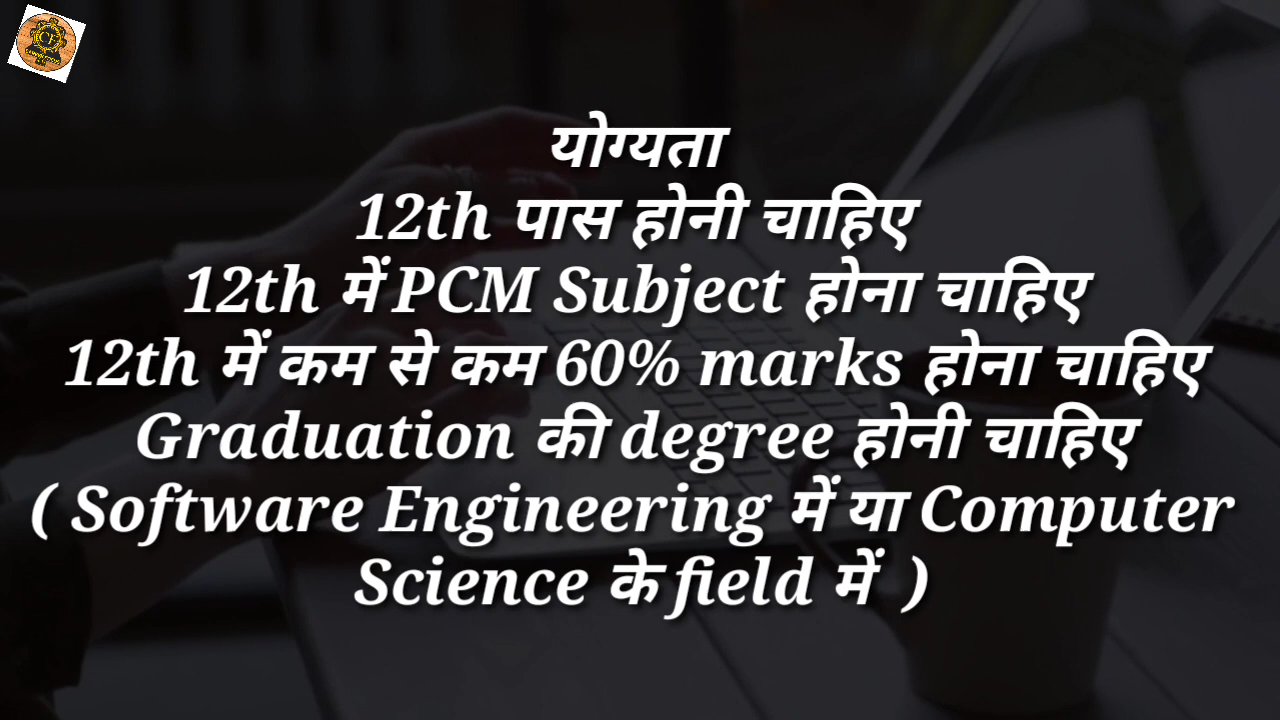 योग्यता
12th पास होनी चाहिए
12th में PCM Subject होना चाहिए
12th में कम से कम 60% marks होना चाहिए
Graduation की degree होनी चाहिए
( Software Engineering में या Computer
Science के field में )